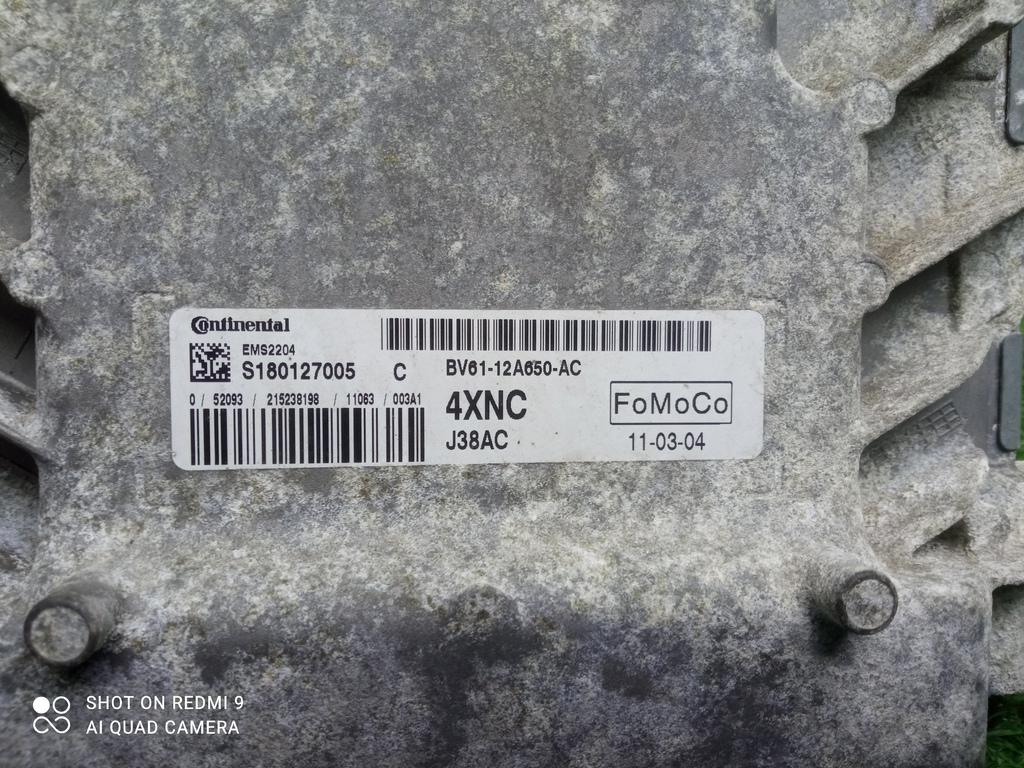 Continental
EMS2204
S180127005 C
BV61-12A650-AC
0 / 52093 / 215238198 / 11063 / 003A1
4XNC
FoMoCo
J38AC
11-03-04
SHOT ON REDMI 9
AI QUAD CAMERA